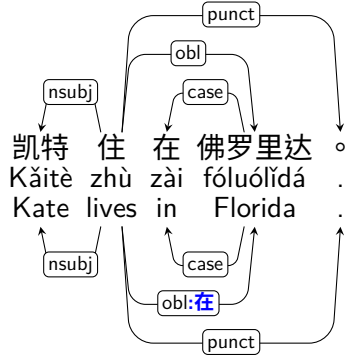 punct
obl
nsubj case
凯特 住 在 佛罗里达 。
Kǎitè zhù zài fóluólǐdá .
Kate lives in Florida .
nsubj case
obl:在
punct